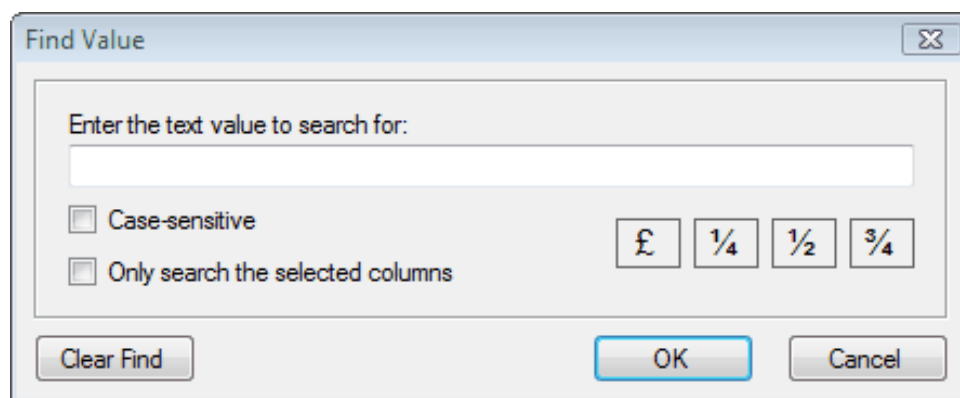 Find Value
Enter the text value to search for:
Case-sensitive
£ ¼ ½ ¾
Only search the selected columns
Clear Find OK Cancel